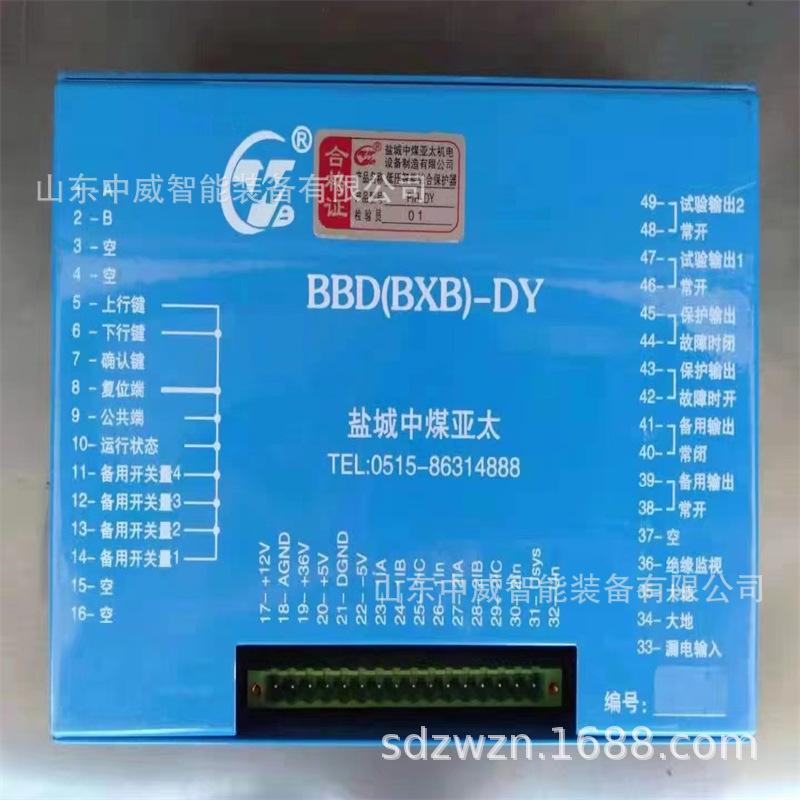 ®
合格证
盐城中煤亚太机电
设备制造有限公司
检验员 01
山东中威智能装备有限公司
1 A
2 - B
3 - 空
4 - 空
5 - 上行键
6 - 下行键
7 - 确认键
8 - 复位端
9 - 公共端
10- 运行状态
11- 备用开关量4
12- 备用开关量3
13- 备用开关量2
14- 备用开关量1
15- 空
16- 空
BBD(BXB)-DY
盐城中煤亚太
TEL:0515-86314888
49- 试验输出2
48- 常开
47- 试验输出1
46- 常开
45- 保护输出
44- 故障时闭
43- 保护输出
42- 故障时开
41- 备用输出
40- 常闭
39- 备用输出
38- 常开
37- 空
36- 绝缘监视
34- 大地
33- 漏电输入
17- +12V
18- AGND
19- +36V
20- +5V
21- DGND
22- -5V
山东中威智能装备有限公司
编号:
sdzwzn.1688.com